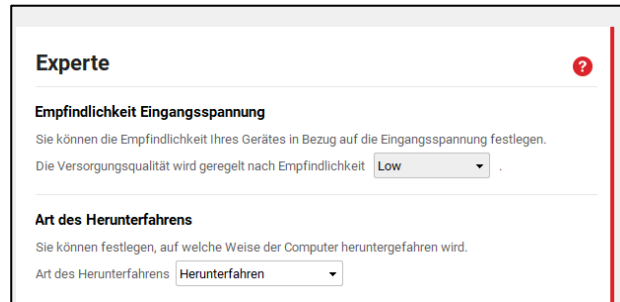 Experte
?
Empfindlichkeit Eingangsspannung
Sie können die Empfindlichkeit Ihres Gerätes in Bezug auf die Eingangsspannung festlegen.
Die Versorgungsqualität wird geregelt nach Empfindlichkeit Low .
Art des Herunterfahrens
Sie können festlegen, auf welche Weise der Computer heruntergefahren wird.
Art des Herunterfahrens Herunterfahren